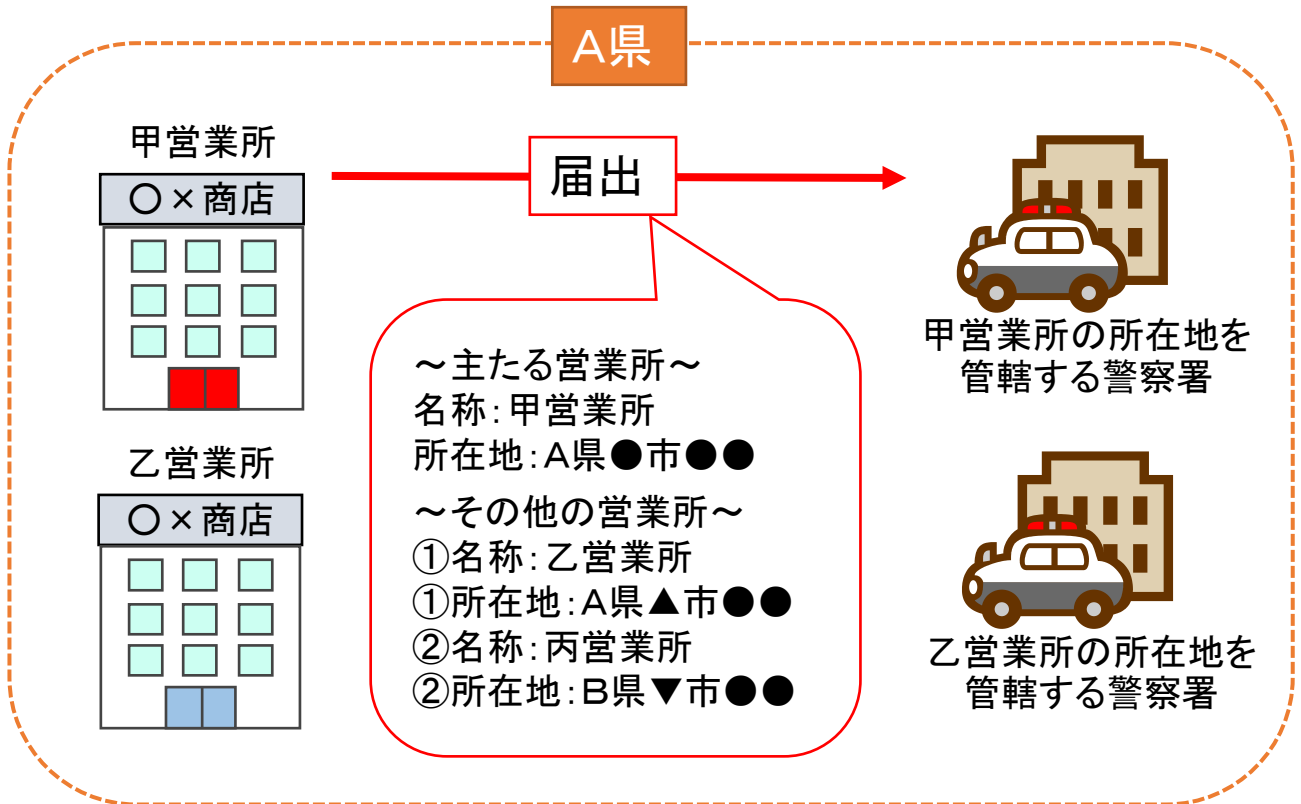 A県
甲営業所
〇×商店
届出
甲営業所の所在地を
管轄する警察署
～主たる営業所～
名称：甲営業所
所在地：A県●市●●
～その他の営業所～
①名称：乙営業所
①所在地：A県▲市●●
②名称：丙営業所
②所在地：B県▼市●●
乙営業所
〇×商店
乙営業所の所在地を
管轄する警察署